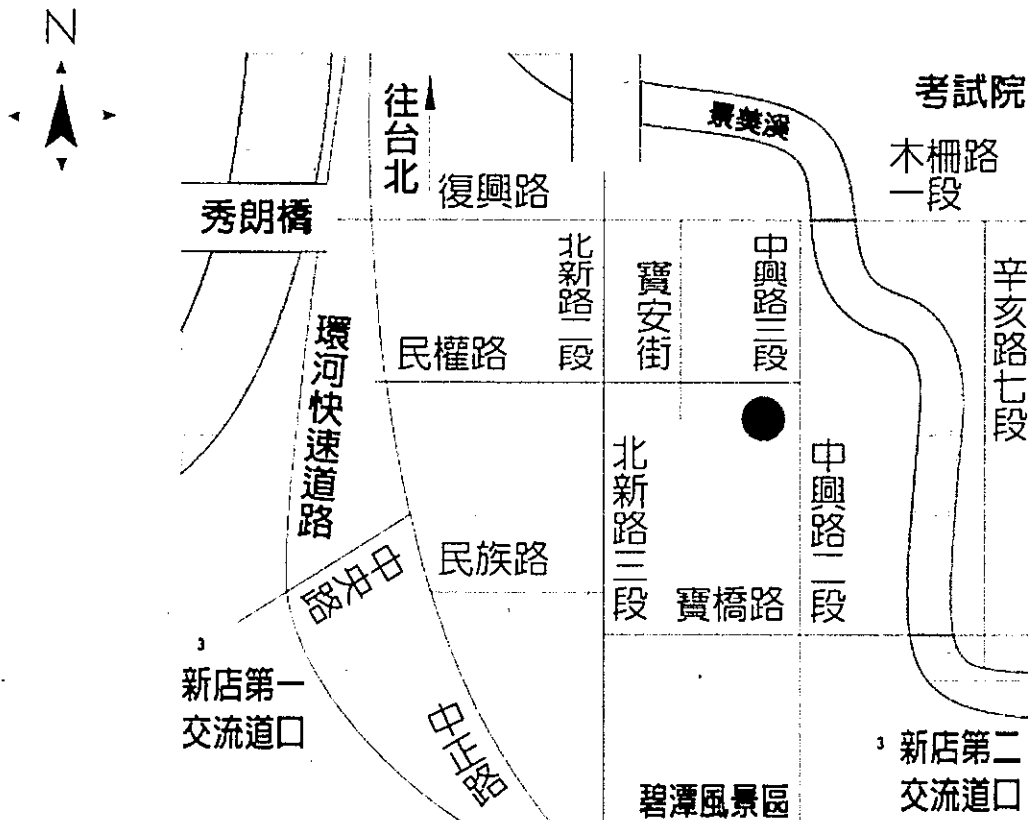 N
往台北
考試院
景美溪
木柵路
一段
秀朗橋
復興路
北新路二段
寶安街
中興路三段
辛亥路七段
環河快速道路
民權路
北新路三段
中興路二段
中央路
民族路
寶橋路
3
新店第一
交流道口
中正路
3
新店第二
交流道口
碧潭風景區